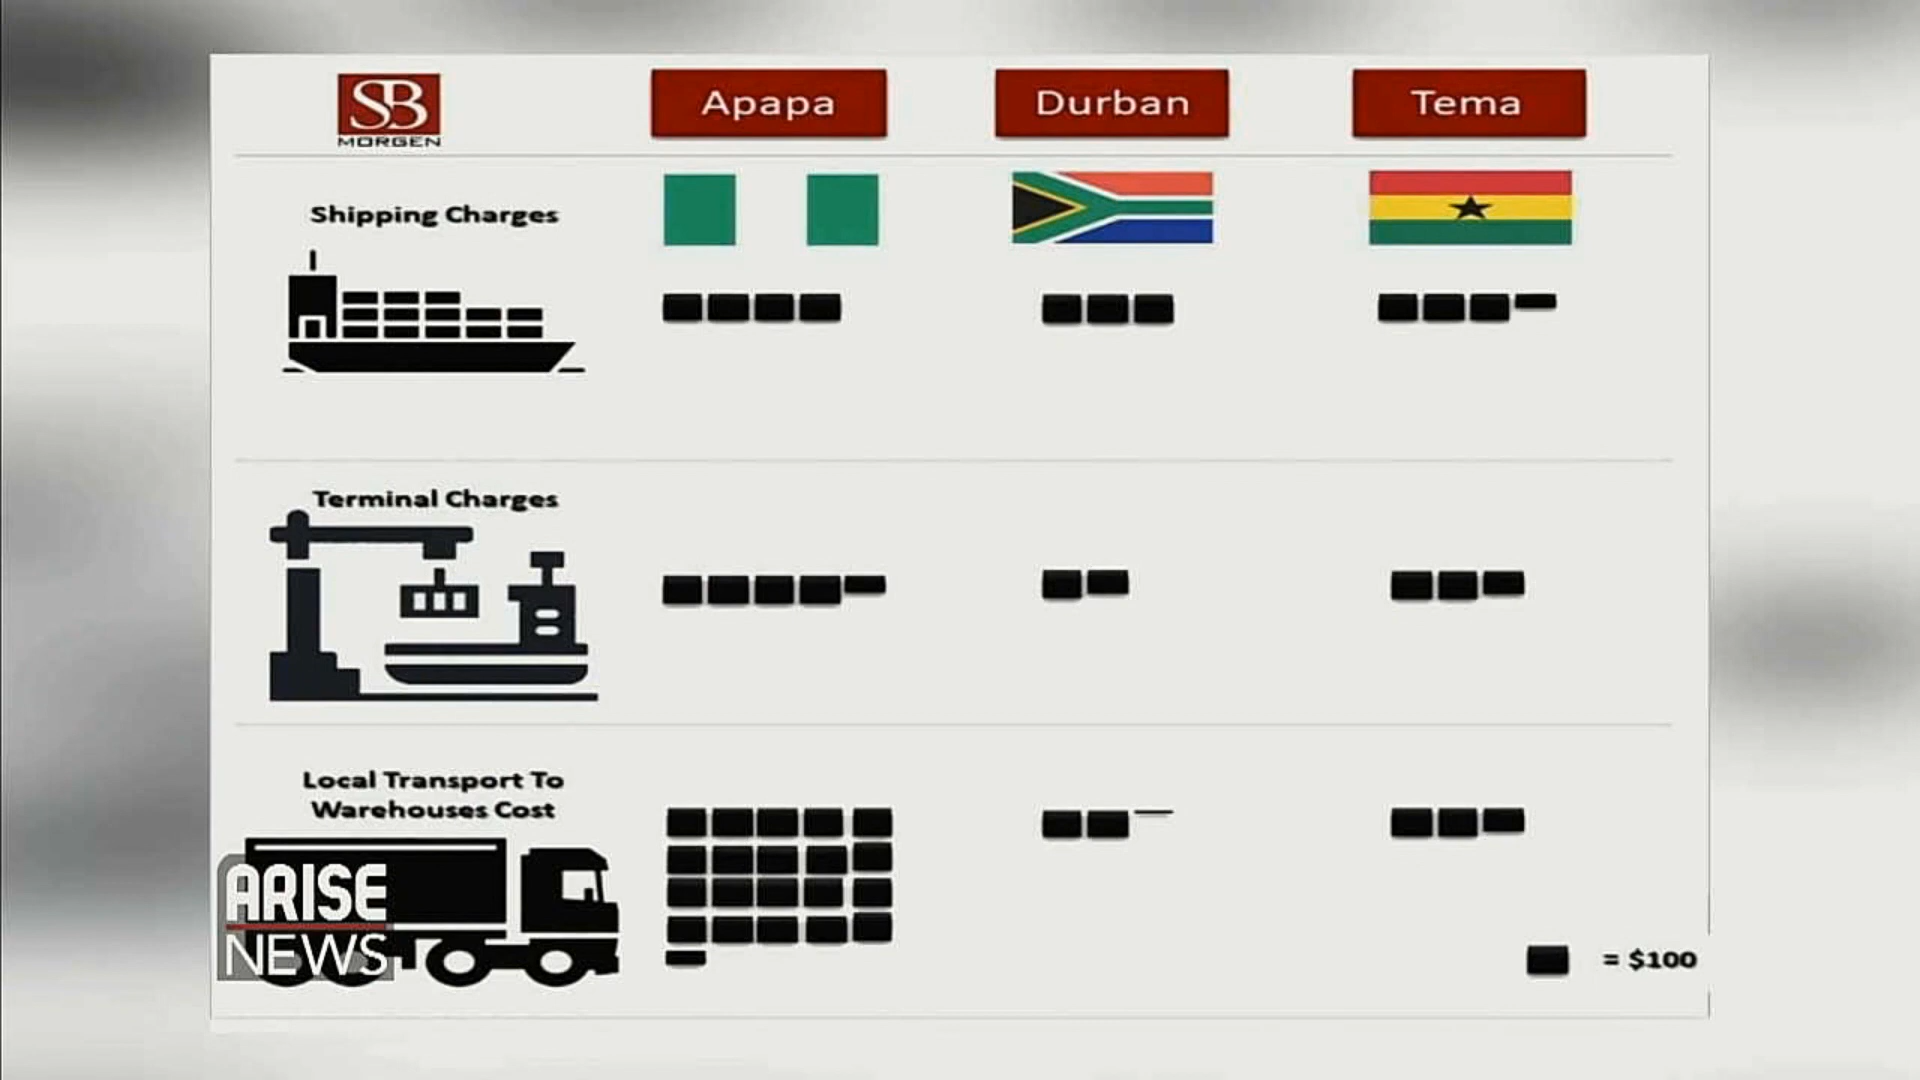 SB
MORGEN
Apapa
Durban
Tema
Shipping Charges
Terminal Charges
Local Transport To
Warehouses Cost
ARISE
NEWS
= $100